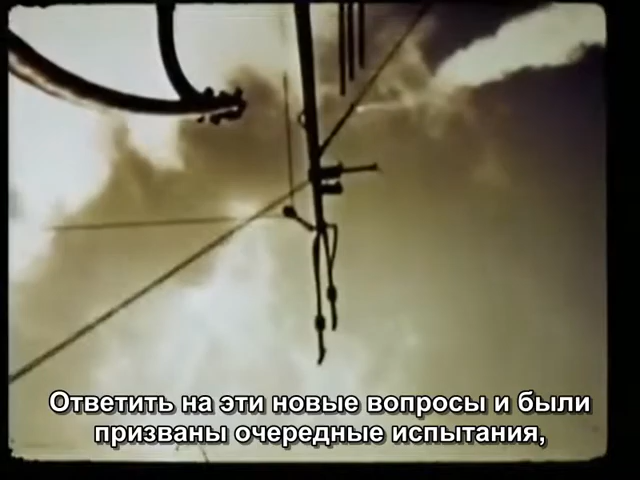 Ответить на эти новые вопросы и были
призваны очередные испытания,